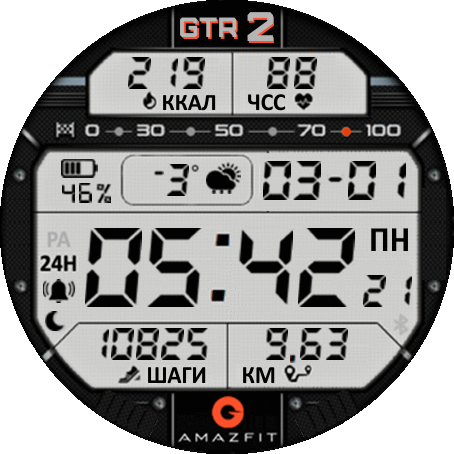 GTR 2
219 88
ККАЛ ЧСС
0 30 50 70 100
46% -3° 03-01
РА
24H
05:42 ПН
21
10825 9.63
ШАГИ КМ
AMAZFIT